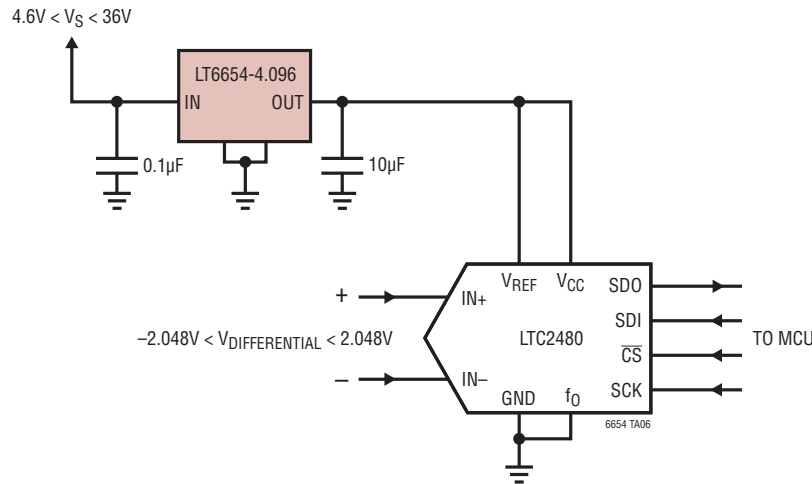 4.6V < VS < 36V
LT6654-4.096
IN OUT
0.1µF
10µF
VREF VCC SDO
+ IN+
SDI
–2.048V < VDIFFERENTIAL < 2.048V
LTC2480
TO MCU
CS
– IN–
SCK
GND fO
6654 TA06